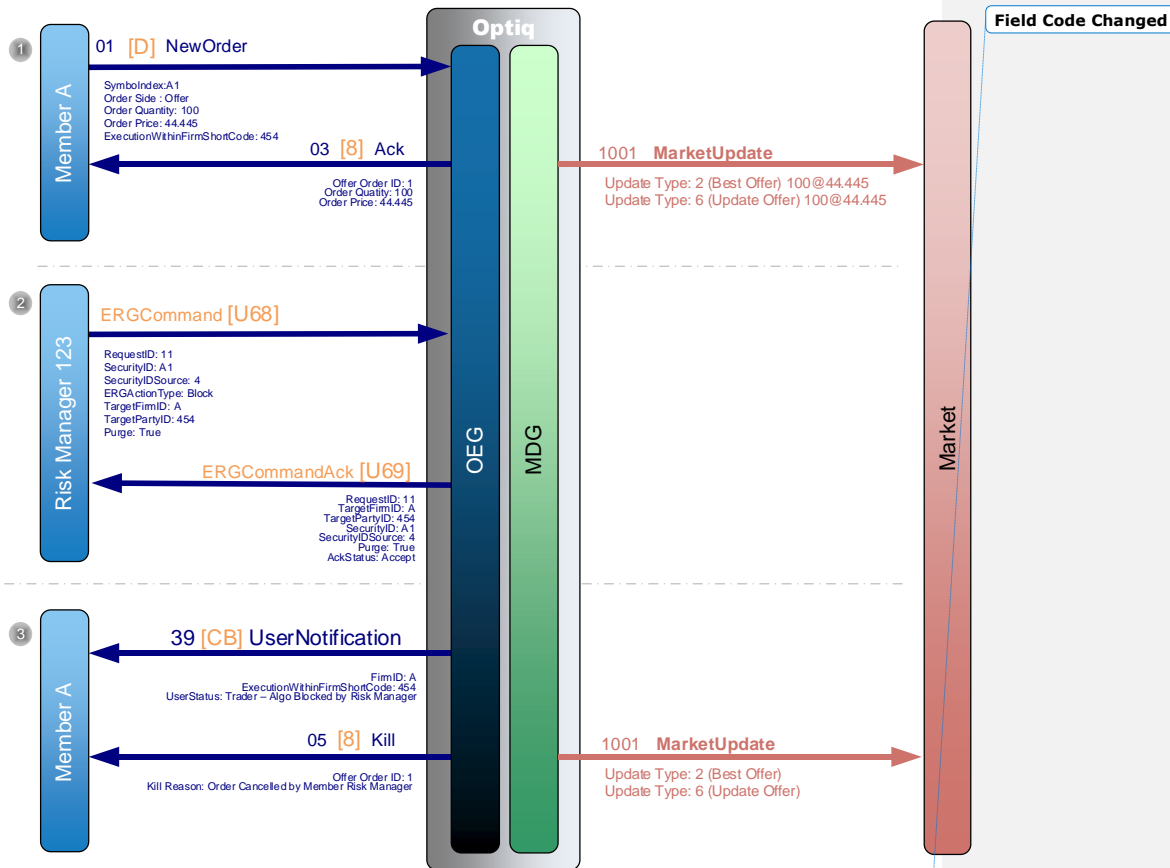 Field Code Changed
Optiq
1
Member A
01 [D] NewOrder
SymboIndex:A1
Order Side : Offer
Order Quantity: 100
Order Price: 44.445
ExecutionWithinFirmShortCode: 454
03 [8] Ack
Offer Order ID: 1
Order Quatity: 100
Order Price: 44.445
1001 MarketUpdate
Update Type: 2 (Best Offer) 100@44.445
Update Type: 6 (Update Offer) 100@44.445
2
Risk Manager 123
ERGCommand [U68]
RequestID: 11
SecurityID: A1
SecurityIDSource: 4
ERGActionType: Block
TargetFirmID: A
TargetPartyID: 454
Purge: True
ERGCommandAck [U69]
RequestID: 11
TargetFirmID: A
TargetPartyID: 454
SecurityID: A1
SecurityIDSource: 4
Purge: True
AckStatus: Accept
OEG
MDG
Market
3
Member A
39 [CB] UserNotification
FirmID: A
ExecutionWithinFirmShortCode: 454
UserStatus: Trader – Algo Blocked by Risk Manager
05 [8] Kill
Offer Order ID: 1
Kill Reason: Order Cancelled by Member Risk Manager
1001 MarketUpdate
Update Type: 2 (Best Offer)
Update Type: 6 (Update Offer)